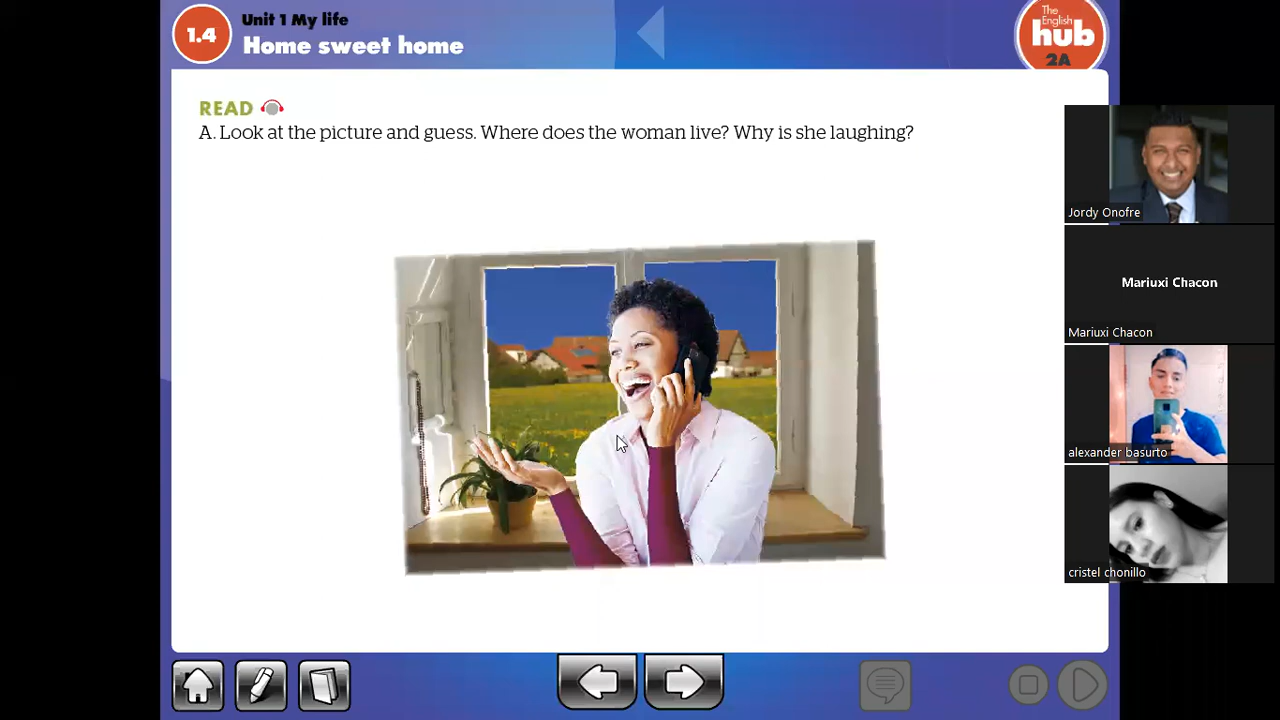 1.4
Unit 1 My life
Home sweet home
The
English
hub
2A
READ
A. Look at the picture and guess. Where does the woman live? Why is she laughing?
Jordy Onofre
Mariuxi Chacon
Mariuxi Chacon
alexander basurto
cristel chonillo